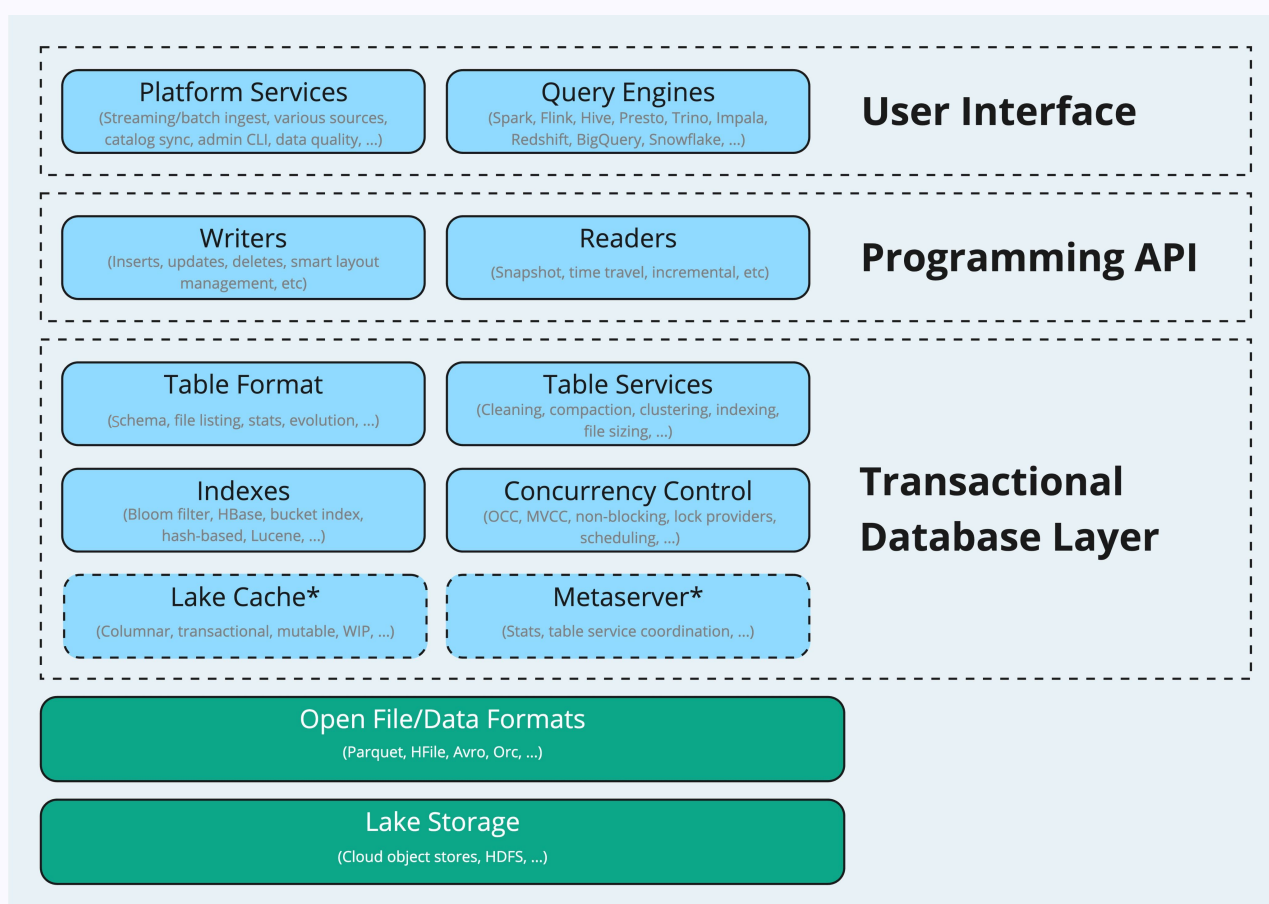 Platform Services
(Streaming/batch ingest, various sources,
catalog sync, admin CLI, data quality, ...)
Query Engines
(Spark, Flink, Hive, Presto, Trino, Impala,
Redshift, BigQuery, Snowflake, ...)
User Interface
Writers
(Inserts, updates, deletes, smart layout
management, etc)
Readers
(Snapshot, time travel, incremental, etc)
Programming API
Table Format
(Schema, file listing, stats, evolution, ...)
Table Services
(Cleaning, compaction, clustering, indexing,
file sizing, ...)
Indexes
(Bloom filter, HBase, bucket index,
hash-based, Lucene, ...)
Concurrency Control
(OCC, MVCC, non-blocking, lock providers,
scheduling, ...)
Lake Cache*
(Columnar, transactional, mutable, WIP, ...)
Metaserver*
(Stats, table service coordination, ...)
Transactional
Database Layer
Open File/Data Formats
(Parquet, HFile, Avro, Orc, ...)
Lake Storage
(Cloud object stores, HDFS, ...)